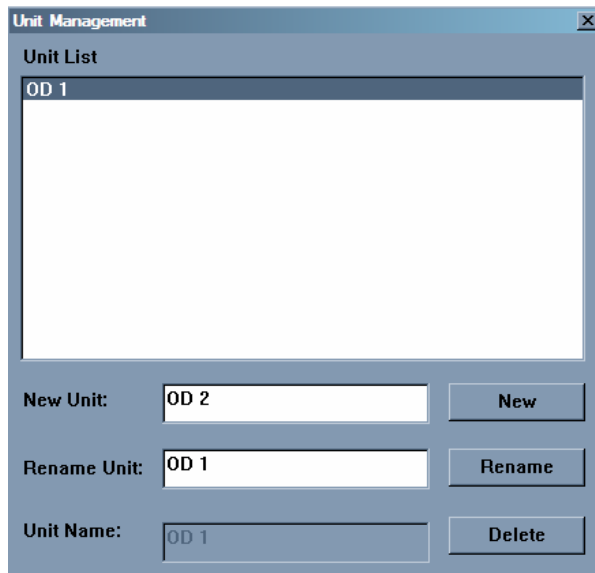 Unit Management
Unit List
OD 1
New Unit: OD 2 New
Rename Unit: OD 1 Rename
Unit Name: OD 1 Delete